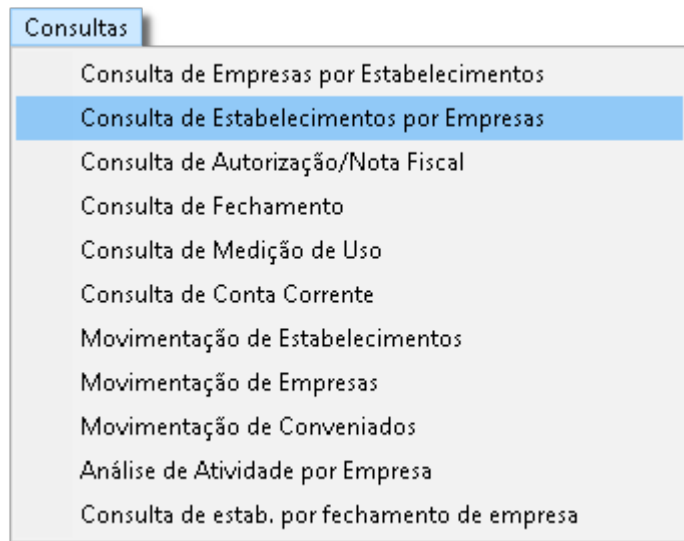 Consultas
Consulta de Empresas por Estabelecimentos
Consulta de Estabelecimentos por Empresas
Consulta de Autorização/Nota Fiscal
Consulta de Fechamento
Consulta de Medição de Uso
Consulta de Conta Corrente
Movimentação de Estabelecimentos
Movimentação de Empresas
Movimentação de Conveniados
Análise de Atividade por Empresa
Consulta de estab. por fechamento de empresa